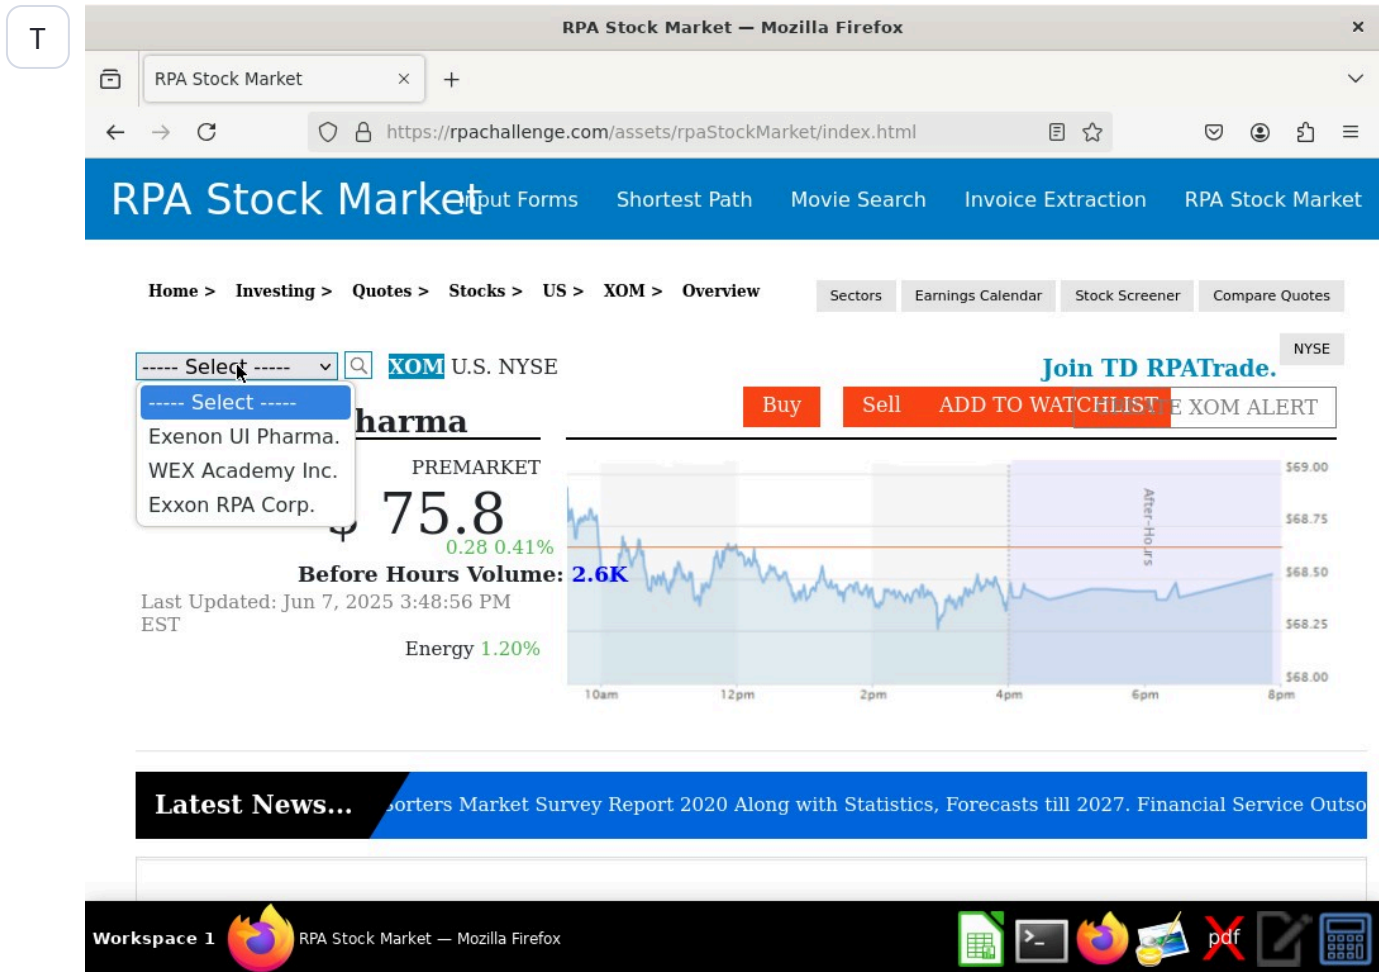 T
RPA Stock Market — Mozilla Firefox
RPA Stock Market
https://rpachallenge.com/assets/rpaStockMarket/index.html
RPA Stock Market Input Forms Shortest Path Movie Search Invoice Extraction RPA Stock Market
Home > Investing > Quotes > Stocks > US > XOM > Overview
Sectors Earnings Calendar Stock Screener Compare Quotes
NYSE
----- Select ----- XOM U.S. NYSE
Join TD RPATrade.
----- Select -----
Exenon UI Pharma.
WEX Academy Inc.
Exxon RPA Corp.
Buy Sell ADD TO WATCHLIST CREATE XOM ALERT
harma
PREMARKET
$ 75.8
0.28 0.41%
Before Hours Volume: 2.6K
Last Updated: Jun 7, 2025 3:48:56 PM
EST
Energy 1.20%
$69.00
$68.75
$68.50
$68.25
$68.00
After-Hours
10am 12pm 2pm 4pm 6pm 8pm
Latest News... orters Market Survey Report 2020 Along with Statistics, Forecasts till 2027. Financial Service Outso
Workspace 1 RPA Stock Market — Mozilla Firefox
pdf